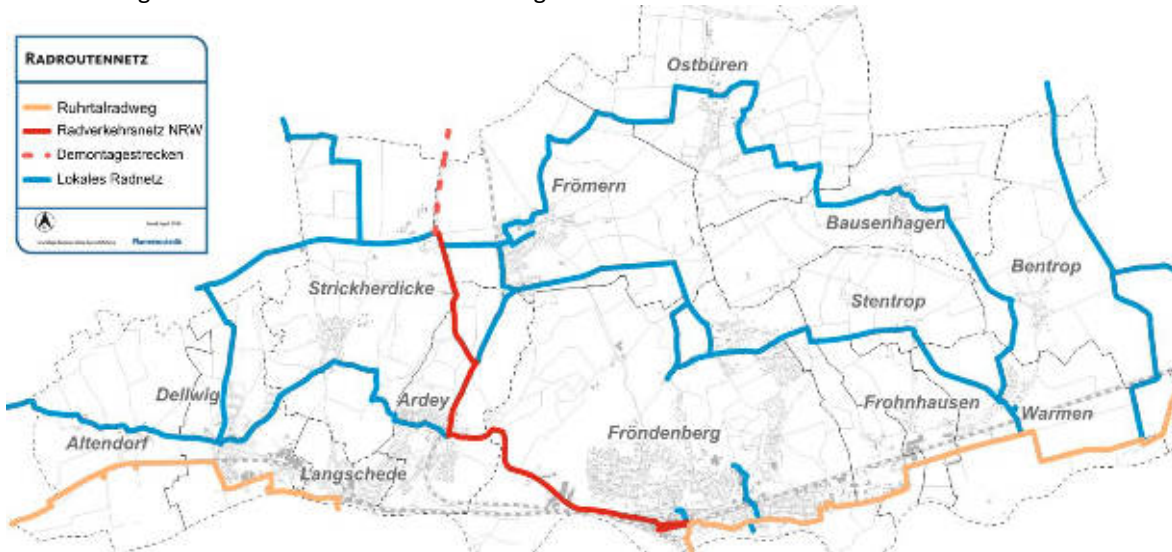 RADROUTENNETZ
Ruhrtalradweg
Radverkehrsnetz NRW
Demontagestrecken
Lokales Radnetz
Ostbüren
Frömern
Bausenhagen
Bentrop
Strickherdicke
Stentrop
Dellwig
Ardey
Frohnhausen
Warmen
Altendorf
Fröndenberg
Langschede